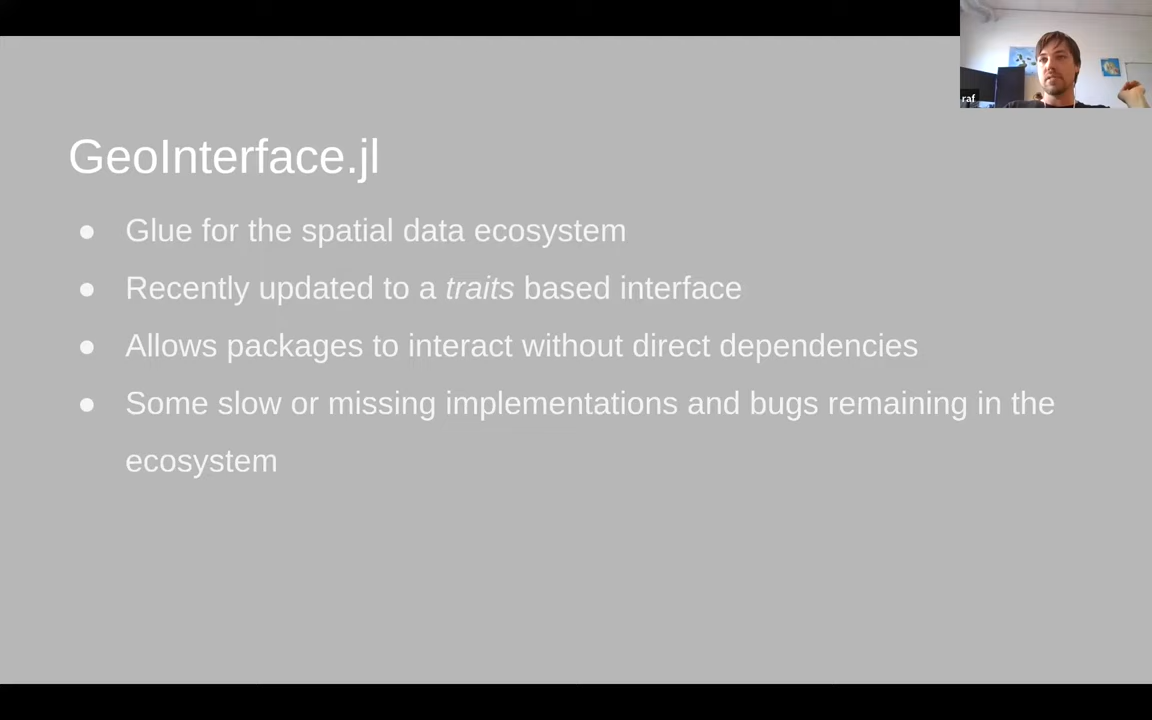 raf
GeoInterface.jl
● Glue for the spatial data ecosystem
● Recently updated to a traits based interface
● Allows packages to interact without direct dependencies
● Some slow or missing implementations and bugs remaining in the
ecosystem